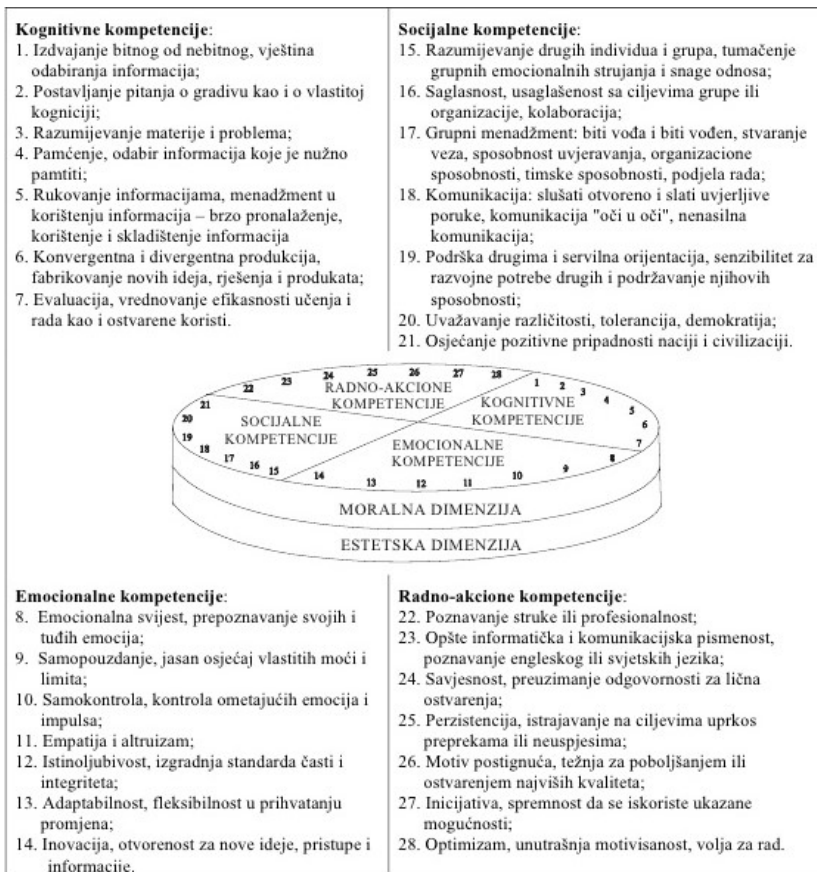 Kognitivne kompetencije:
1. Izdvajanje bitnog od nebitnog, vještina
odabiranja informacija;
2. Postavljanje pitanja o gradivu kao i o vlastitoj
kogniciji;
3. Razumijevanje materije i problema;
4. Pamćenje, odabir informacija koje je nužno
pamtiti;
5. Rukovanje informacijama, menadžment u
korištenju informacija – brzo pronalaženje,
korištenje i skladištenje informacija
6. Konvergentna i divergentna produkcija,
fabrikovanje novih ideja, rješenja i produkata;
7. Evaluacija, vrednovanje efikasnosti učenja i
rada kao i ostvarene koristi.
Socijalne kompetencije:
15. Razumijevanje drugih individua i grupa, tumačenje
grupnih emocionalnih strujanja i snage odnosa;
16. Saglasnost, usaglašenost sa ciljevima grupe ili
organizacije, kolaboracija;
17. Grupni menadžment: biti vođa i biti vođen, stvaranje
veza, sposobnost uvjeravanja, organizacione
sposobnosti, timske sposobnosti, podjela rada;
18. Komunikacija: slušati otvoreno i slati uvjerljive
poruke, komunikacija "oči u oči", nenasilna
komunikacija;
19. Podrška drugima i servilna orijentacija, senzibilitet za
razvojne potrebe drugih i podržavanje njihovih
sposobnosti;
20. Uvažavanje različitosti, tolerancija, demokratija;
21. Osjećanje pozitivne pripadnosti naciji i civilizaciji.
22 23 24 25 26 27 28
RADNO-AKCIONE
KOMPETENCIJE
1 2 3 4 5 6 7
KOGNITIVNE
KOMPETENCIJE
21 20 19 18 17 16 15
SOCIJALNE
KOMPETENCIJE
EMOCIONALNE
KOMPETENCIJE
14 13 12 11 10 9 8
MORALNA DIMENZIJA
ESTETSKA DIMENZIJA
Emocionalne kompetencije:
8. Emocionalna svijest, prepoznavanje svojih i
tuđih emocija;
9. Samopouzdanje, jasan osjećaj vlastitih moći i
limita;
10. Samokontrola, kontrola ometajućih emocija i
impulsa;
11. Empatija i altruizam;
12. Istinoljubivost, izgradnja standarda časti i
integriteta;
13. Adaptabilnost, fleksibilnost u prihvatanju
promjena;
14. Inovacija, otvorenost za nove ideje, pristupe i
informacije.
Radno-akcione kompetencije:
22. Poznavanje struke ili profesionalnost;
23. Opšte informatička i komunikacijska pismenost,
poznavanje engleskog ili svjetskih jezika;
24. Savjesnost, preuzimanje odgovornosti za lična
ostvarenja;
25. Perzistencija, istrajavanje na ciljevima uprkos
preprekama ili neuspjesima;
26. Motiv postignuća, težnja za poboljšanjem ili
ostvarenjem najviših kvaliteta;
27. Inicijativa, spremnost da se iskoriste ukazane
mogućnosti;
28. Optimizam, unutrašnja motivisanost, volja za rad.